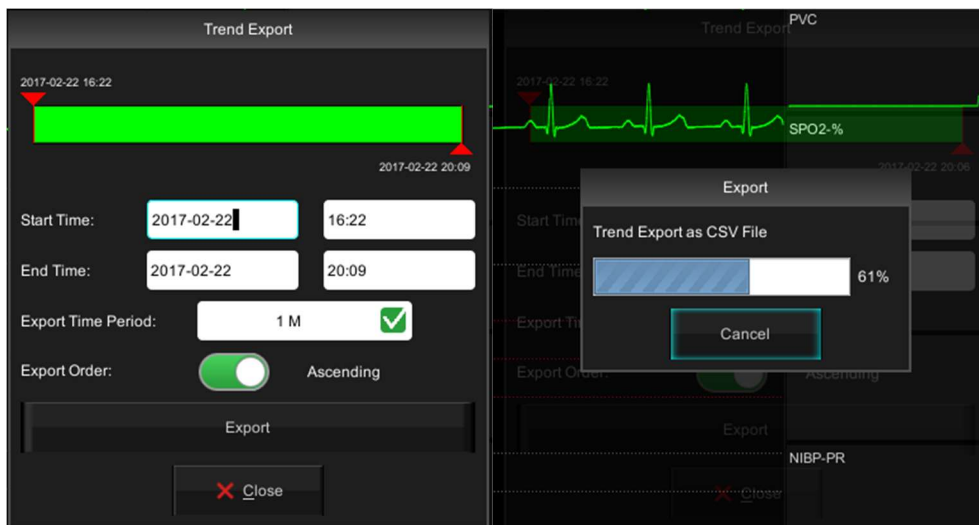 Trend Export
2017-02-22 16:22
2017-02-22 20:09
Start Time: 2017-02-22 16:22
End Time: 2017-02-22 20:09
Export Time Period: 1 M
Export Order: Ascending
Export
Close
Trend Export
PVC
2017-02-22 16:22
SPO2-%
2017-02-22 20:06
Export
Start Time
Trend Export as CSV File
End Time
61%
Cancel
Export Order: Ascending
Export
NIBP-PR
Close